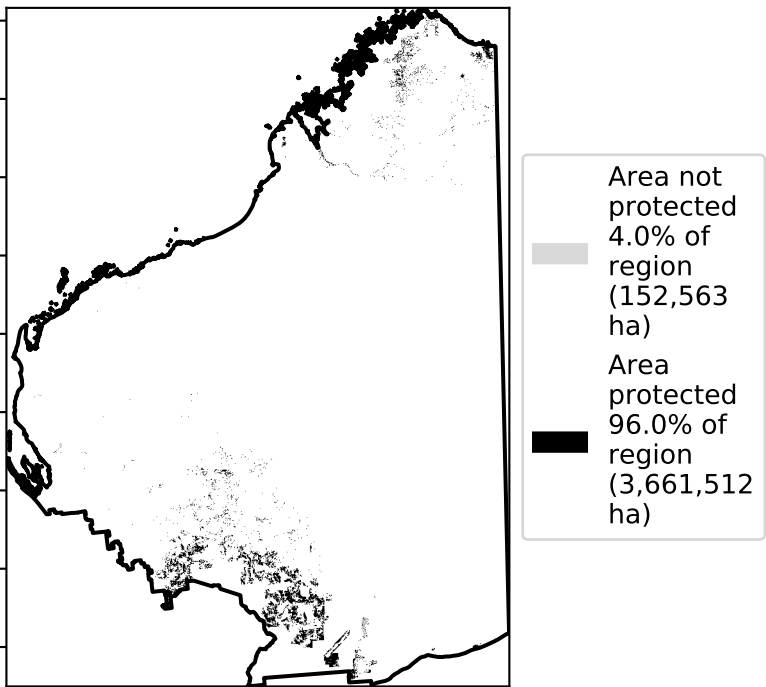 Area not
protected
4.0% of
region
(152,563
ha)
Area
protected
96.0% of
region
(3,661,512
ha)